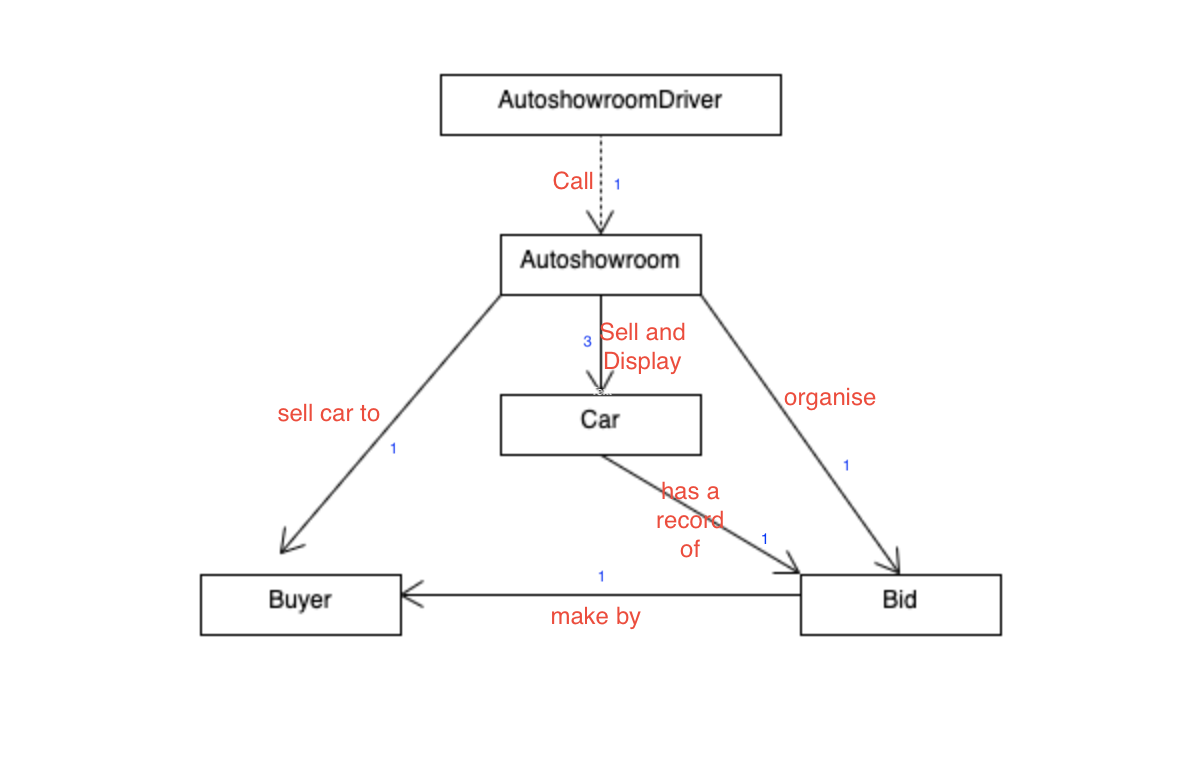 AutoshowroomDriver
Call
1
Autoshowroom
3
Sell and
Display
sell car to
1
Car
organise
1
has a
record
of
1
1
make by
Buyer
Bid